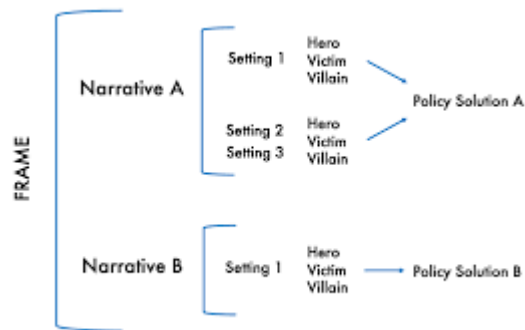 FRAME
Narrative A
Setting 1
Hero
Victim
Villain
Policy Solution A
Setting 2
Setting 3
Hero
Victim
Villain
Narrative B
Setting 1
Hero
Victim
Villain
Policy Solution B